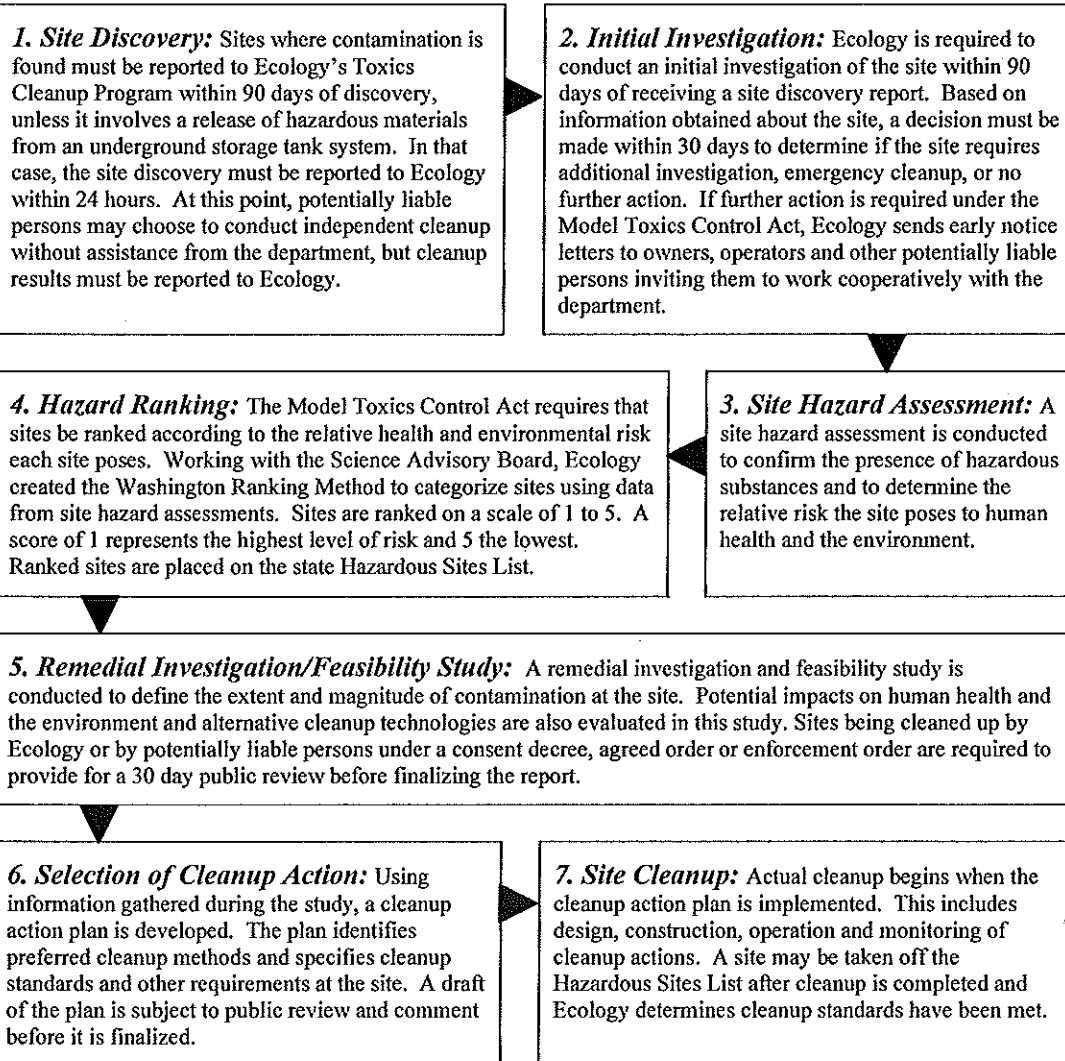 1. Site Discovery: Sites where contamination is
found must be reported to Ecology's Toxics
Cleanup Program within 90 days of discovery,
unless it involves a release of hazardous materials
from an underground storage tank system. In that
case, the site discovery must be reported to Ecology
within 24 hours. At this point, potentially liable
persons may choose to conduct independent cleanup
without assistance from the department, but cleanup
results must be reported to Ecology.
2. Initial Investigation: Ecology is required to
conduct an initial investigation of the site within 90
days of receiving a site discovery report. Based on
information obtained about the site, a decision must be
made within 30 days to determine if the site requires
additional investigation, emergency cleanup, or no
further action. If further action is required under the
Model Toxics Control Act, Ecology sends early notice
letters to owners, operators and other potentially liable
persons inviting them to work cooperatively with the
department.
3. Site Hazard Assessment: A
site hazard assessment is conducted
to confirm the presence of hazardous
substances and to determine the
relative risk the site poses to human
health and the environment.
4. Hazard Ranking: The Model Toxics Control Act requires that
sites be ranked according to the relative health and environmental risk
each site poses. Working with the Science Advisory Board, Ecology
created the Washington Ranking Method to categorize sites using data
from site hazard assessments. Sites are ranked on a scale of 1 to 5. A
score of 1 represents the highest level of risk and 5 the lowest.
Ranked sites are placed on the state Hazardous Sites List.
5. Remedial Investigation/Feasibility Study: A remedial investigation and feasibility study is
conducted to define the extent and magnitude of contamination at the site. Potential impacts on human health and
the environment and alternative cleanup technologies are also evaluated in this study. Sites being cleaned up by
Ecology or by potentially liable persons under a consent decree, agreed order or enforcement order are required to
provide for a 30 day public review before finalizing the report.
6. Selection of Cleanup Action: Using
information gathered during the study, a cleanup
action plan is developed. The plan identifies
preferred cleanup methods and specifies cleanup
standards and other requirements at the site. A draft
of the plan is subject to public review and comment
before it is finalized.
7. Site Cleanup: Actual cleanup begins when the
cleanup action plan is implemented. This includes
design, construction, operation and monitoring of
cleanup actions. A site may be taken off the
Hazardous Sites List after cleanup is completed and
Ecology determines cleanup standards have been met.